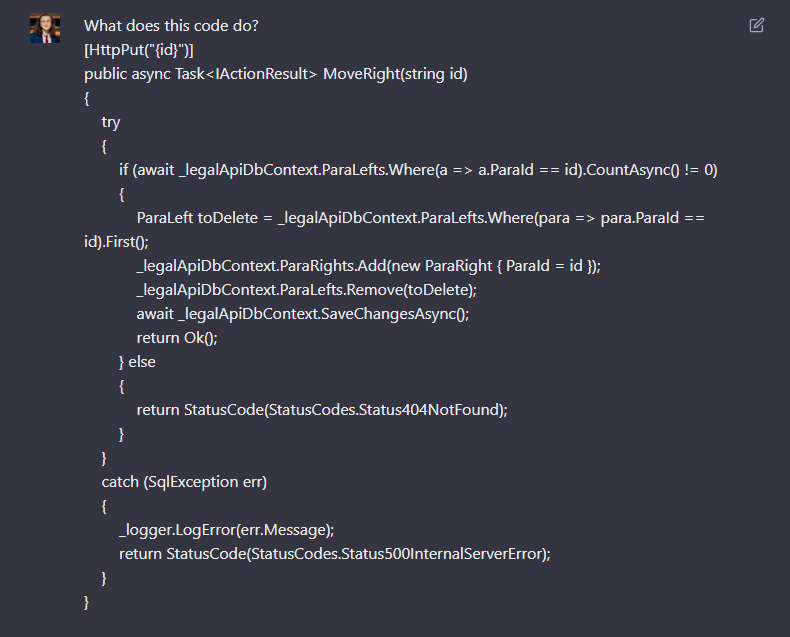 What does this code do?
[HttpPut("{id}")]
public async Task<IActionResult> MoveRight(string id)
{
try
{
if (await _legalApiDbContext.ParaLefts.Where(a => a.ParaId == id).CountAsync() != 0)
{
ParaLeft toDelete = _legalApiDbContext.ParaLefts.Where(para => para.ParaId ==
id).First();
_legalApiDbContext.ParaRights.Add(new ParaRight { ParaId = id });
_legalApiDbContext.ParaLefts.Remove(toDelete);
await _legalApiDbContext.SaveChangesAsync();
return Ok();
} else
{
return StatusCode(StatusCodes.Status404NotFound);
}
}
catch (SqlException err)
{
_logger.LogError(err.Message);
return StatusCode(StatusCodes.Status500InternalServerError);
}
}